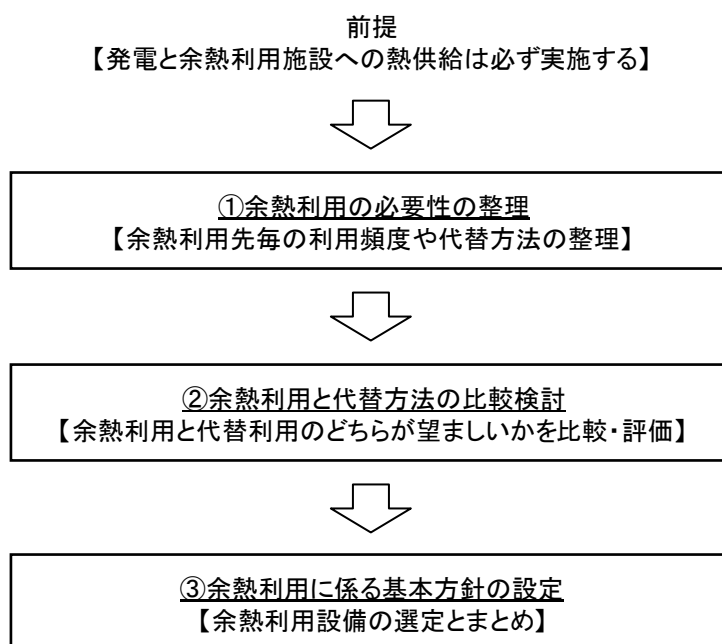 前提
【発電と余熱利用施設への熱供給は必ず実施する】
①余熱利用の必要性の整理
【余熱利用先毎の利用頻度や代替方法の整理】
②余熱利用と代替方法の比較検討
【余熱利用と代替利用のどちらが望ましいかを比較・評価】
③余熱利用に係る基本方針の設定
【余熱利用設備の選定とまとめ】